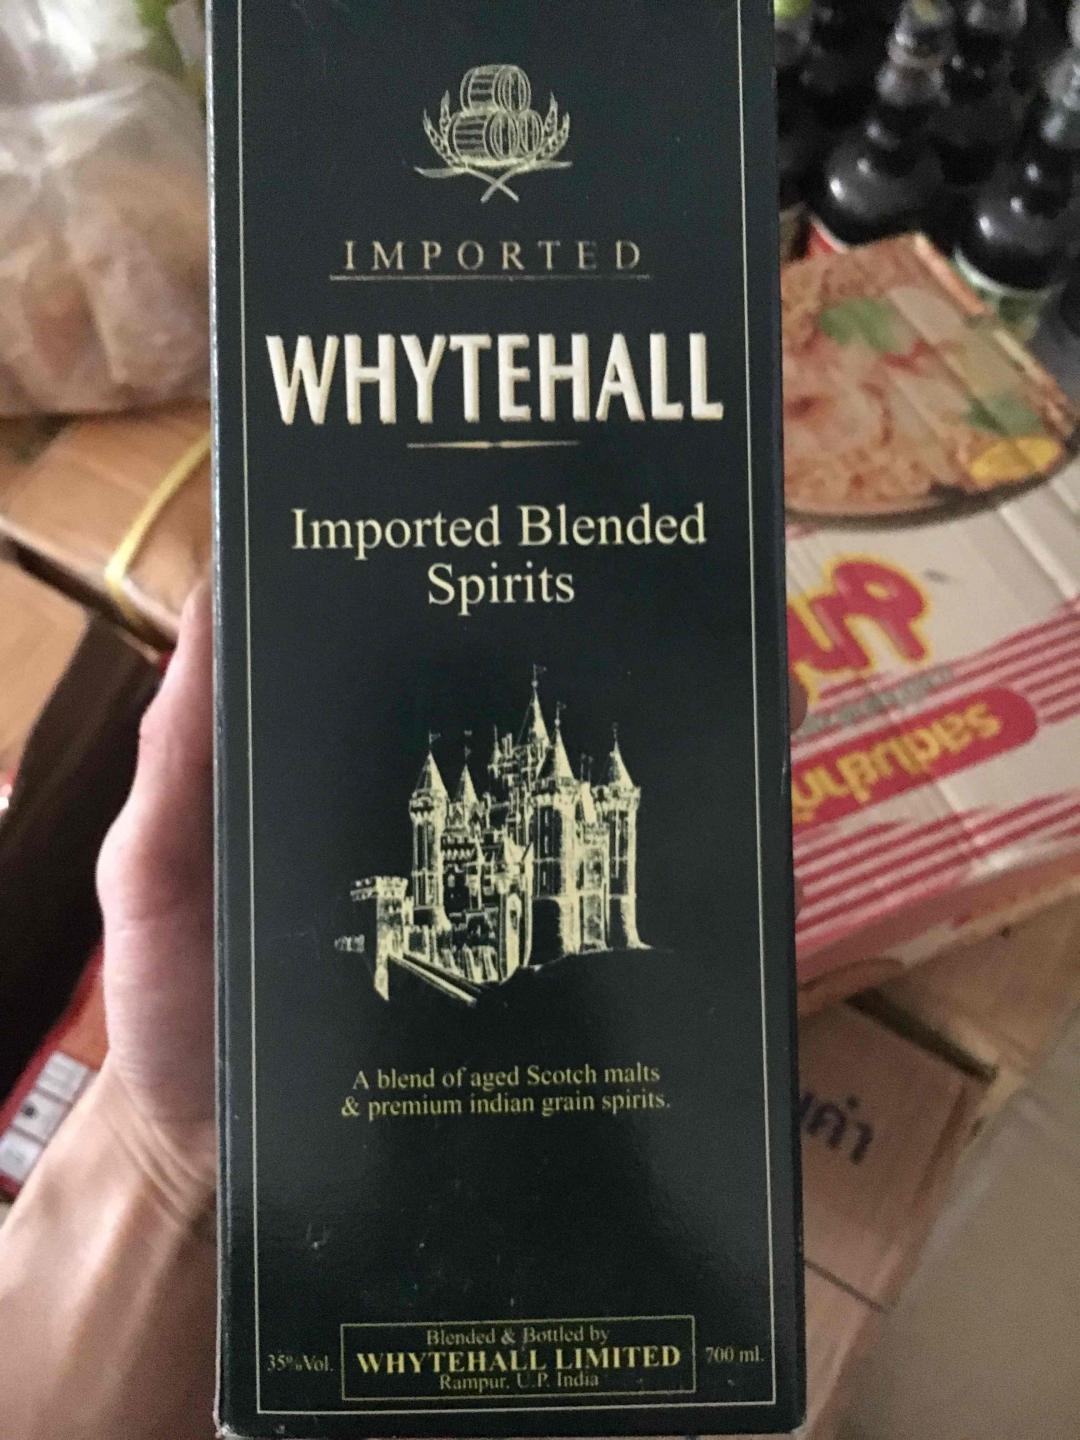 IMPORTED
WHYTEHALL
Imported Blended
Spirits
A blend of aged Scotch malts
& premium indian grain spirits.
Blended & Bottled by
35%Vol. WHYTEHALL LIMITED 700 ml.
Rampur, U.P. India